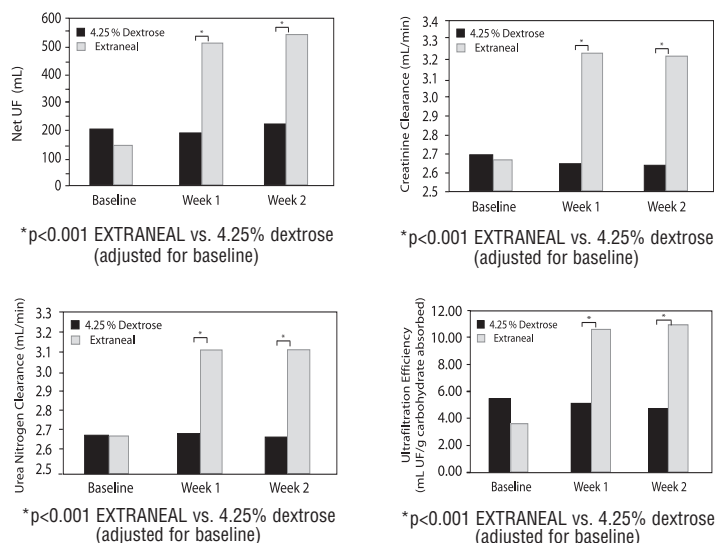 600
500
400
300
200
100
0
Net UF (mL)
4.25% Dextrose
Extraneal
*
*
Baseline Week 1 Week 2
*p<0.001 EXTRANEAL vs. 4.25% dextrose
(adjusted for baseline)
3.4
3.3
3.2
3.1
3.0
2.9
2.8
2.7
2.6
2.5
Creatinine Clearance (mL/min)
4.25% Dextrose
Extraneal
*
*
Baseline Week 1 Week 2
*p<0.001 EXTRANEAL vs. 4.25% dextrose
(adjusted for baseline)
3.3
3.2
3.1
3.0
2.9
2.8
2.7
2.6
2.5
Urea Nitrogen Clearance (mL/min)
4.25% Dextrose
Extraneal
*
*
Baseline Week 1 Week 2
*p<0.001 EXTRANEAL vs. 4.25% dextrose
(adjusted for baseline)
12.00
10.00
8.00
6.00
4.00
2.00
0.00
Ultrafiltration Efficiency
(mL UF/g carbohydrate absorbed)
4.25% Dextrose
Extraneal
*
*
Baseline Week 1 Week 2
*p<0.001 EXTRANEAL vs. 4.25% dextrose
(adjusted for baseline)